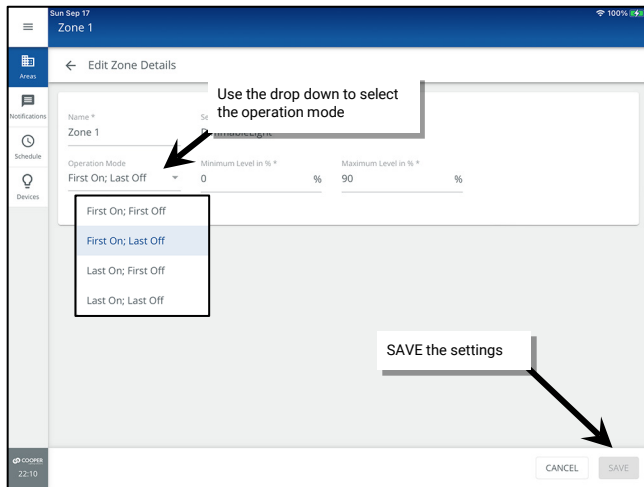 Sun Sep 17
100%
Zone 1
Areas
Edit Zone Details
Use the drop down to select
the operation mode
Notifications
Name *
Zone 1
Schedule
Operation Mode
Minimum Level in % *
Maximum Level in % *
First On; Last Off
0
%
90
%
Devices
First On; First Off
First On; Last Off
Last On; First Off
Last On; Last Off
SAVE the settings
COOPER
22:10
CANCEL
SAVE